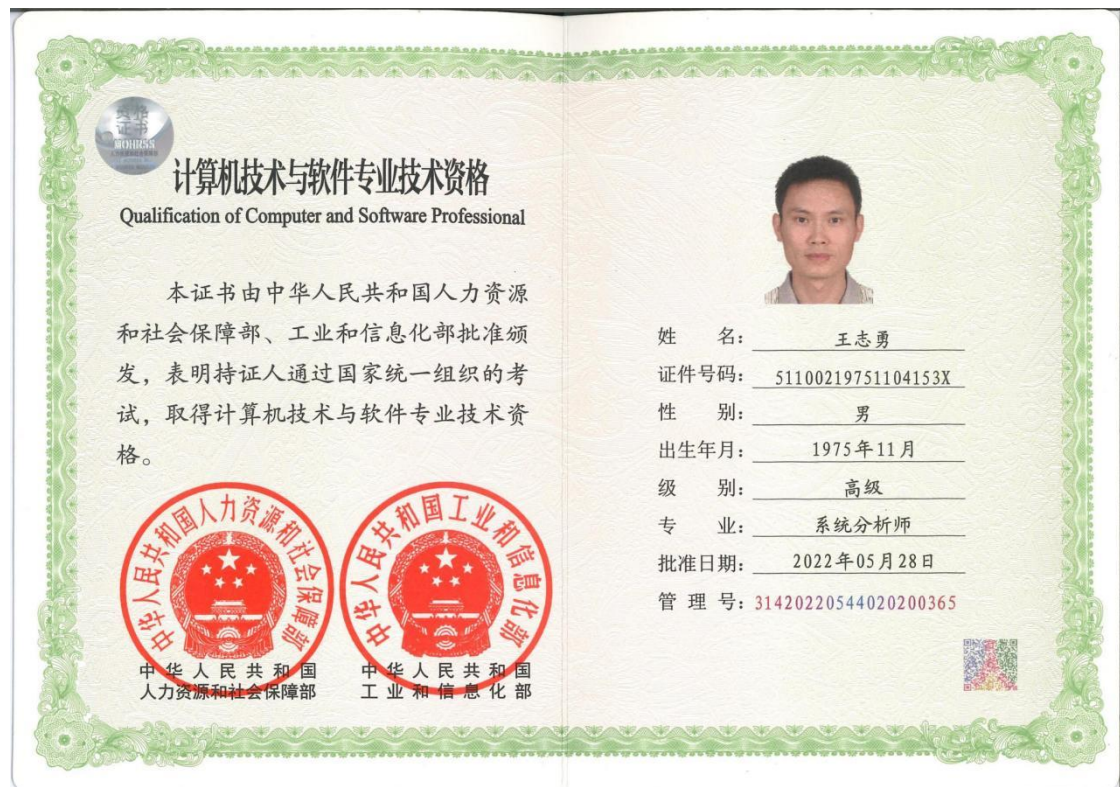 资格
证书
MOHRSS
计算机技术与软件专业技术资格
Qualification of Computer and Software Professional
本证书由中华人民共和国人力资源
和社会保障部、工业和信息化部批准颁
发，表明持证人通过国家统一组织的考
试，取得计算机技术与软件专业技术资
格。
中华人民共和国人力资源和社会保障部
中华人民共和国工业和信息化部
中华人民共和国
人力资源和社会保障部
中华人民共和国
工业和信息化部
姓 名： 王志勇
证件号码： 51100219751104153X
性 别： 男
出生年月： 1975年11月
级 别： 高级
专 业： 系统分析师
批准日期： 2022年05月28日
管 理 号： 31420220544020200365